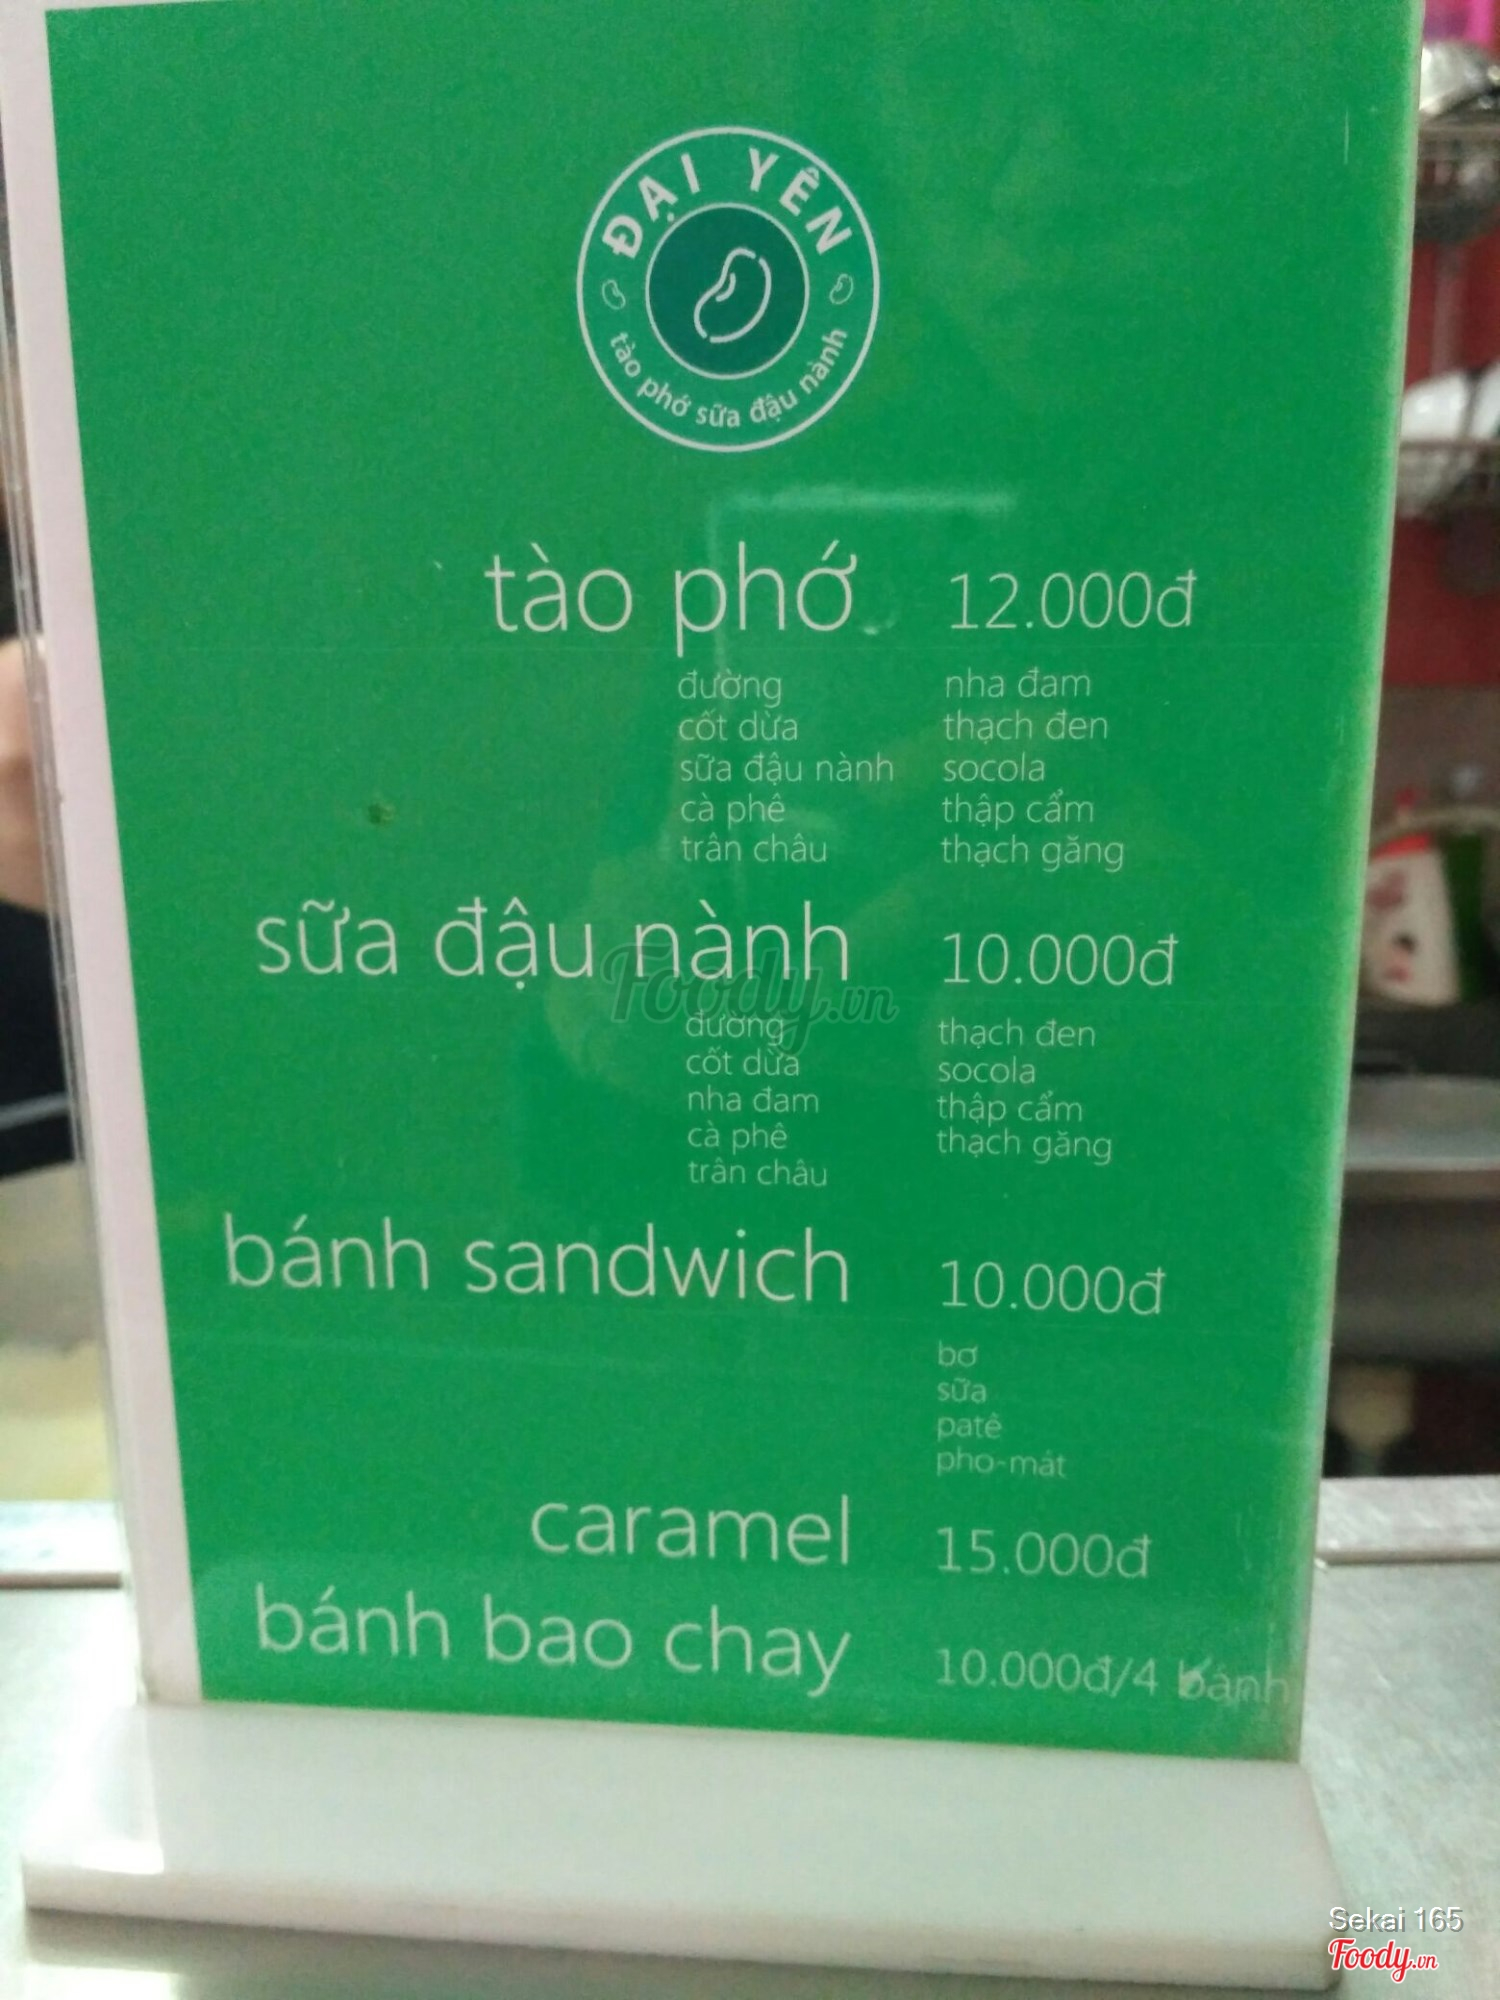 ĐẠI YÊN
tào phớ sữa đậu nành
tào phớ 12.000đ
đường nha đam
cốt dừa thạch đen
sữa đậu nành socola
cà phê thập cẩm
trân châu thạch găng
sữa đậu nành 10.000đ
Foody.vn
đường thạch đen
cốt dừa socola
nha đam thập cẩm
cà phê thạch găng
trân châu
bánh sandwich 10.000đ
bơ
sữa
patê
pho-mát
caramel 15.000đ
bánh bao chay 10.000đ/4 bánh
Sekai 165
Foody.vn